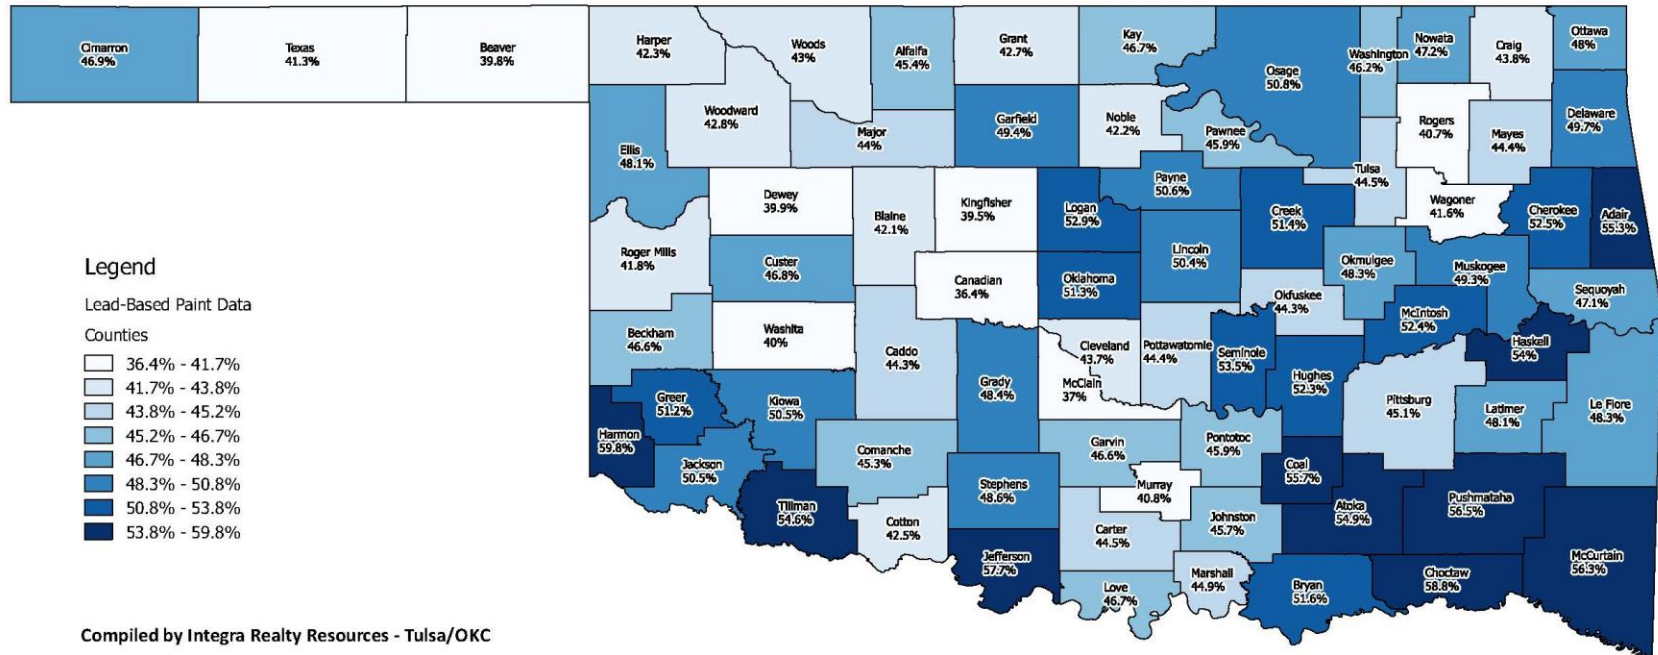 Cimarron
46.9%
Texas
41.3%
Beaver
39.8%
Harper
42.3%
Woods
43%
Alfalfa
45.4%
Grant
42.7%
Kay
46.7%
Osage
50.8%
Washington
46.2%
Nowata
47.2%
Craig
43.8%
Ottawa
48%
Woodward
42.8%
Major
44%
Garfield
49.4%
Noble
42.2%
Pawnee
45.9%
Rogers
40.7%
Mayes
44.4%
Delaware
49.7%
Ellis
48.1%
Dewey
39.9%
Blaine
42.1%
Kingfisher
39.5%
Logan
52.9%
Payne
50.6%
Creek
51.4%
Tulsa
44.5%
Wagoner
41.6%
Cherokee
52.5%
Adair
55.3%
Roger Mills
41.8%
Custer
46.8%
Canadian
36.4%
Oklahoma
51.3%
Lincoln
50.4%
Okfuskee
44.3%
Okmulgee
48.3%
Muskogee
49.3%
Sequoyah
47.1%
Legend
Lead-Based Paint Data
Counties
36.4% - 41.7%
41.7% - 43.8%
43.8% - 45.2%
45.2% - 46.7%
46.7% - 48.3%
48.3% - 50.8%
50.8% - 53.8%
53.8% - 59.8%
Beckham
46.6%
Washita
40%
Caddo
44.3%
Grady
48.4%
Cleveland
43.7%
McClain
37%
Pottawatomie
44.4%
Seminole
53.5%
Hughes
52.3%
McIntosh
52.4%
Haskell
54%
Pittsburg
45.1%
Latimer
48.1%
Le Flore
48.3%
Greer
51.2%
Kiowa
50.5%
Harmon
59.8%
Jackson
50.5%
Tillman
54.6%
Comanche
45.3%
Cotton
42.5%
Stephens
48.6%
Jefferson
57.7%
Garvin
46.6%
Murray
40.8%
Pontotoc
45.9%
Coal
55.7%
Carter
44.5%
Johnston
45.7%
Atoka
54.9%
Pushmataha
56.5%
Love
46.7%
Marshall
44.9%
Bryan
51.6%
Choctaw
58.8%
McCurtain
56.3%
Compiled by Integra Realty Resources - Tulsa/OKC